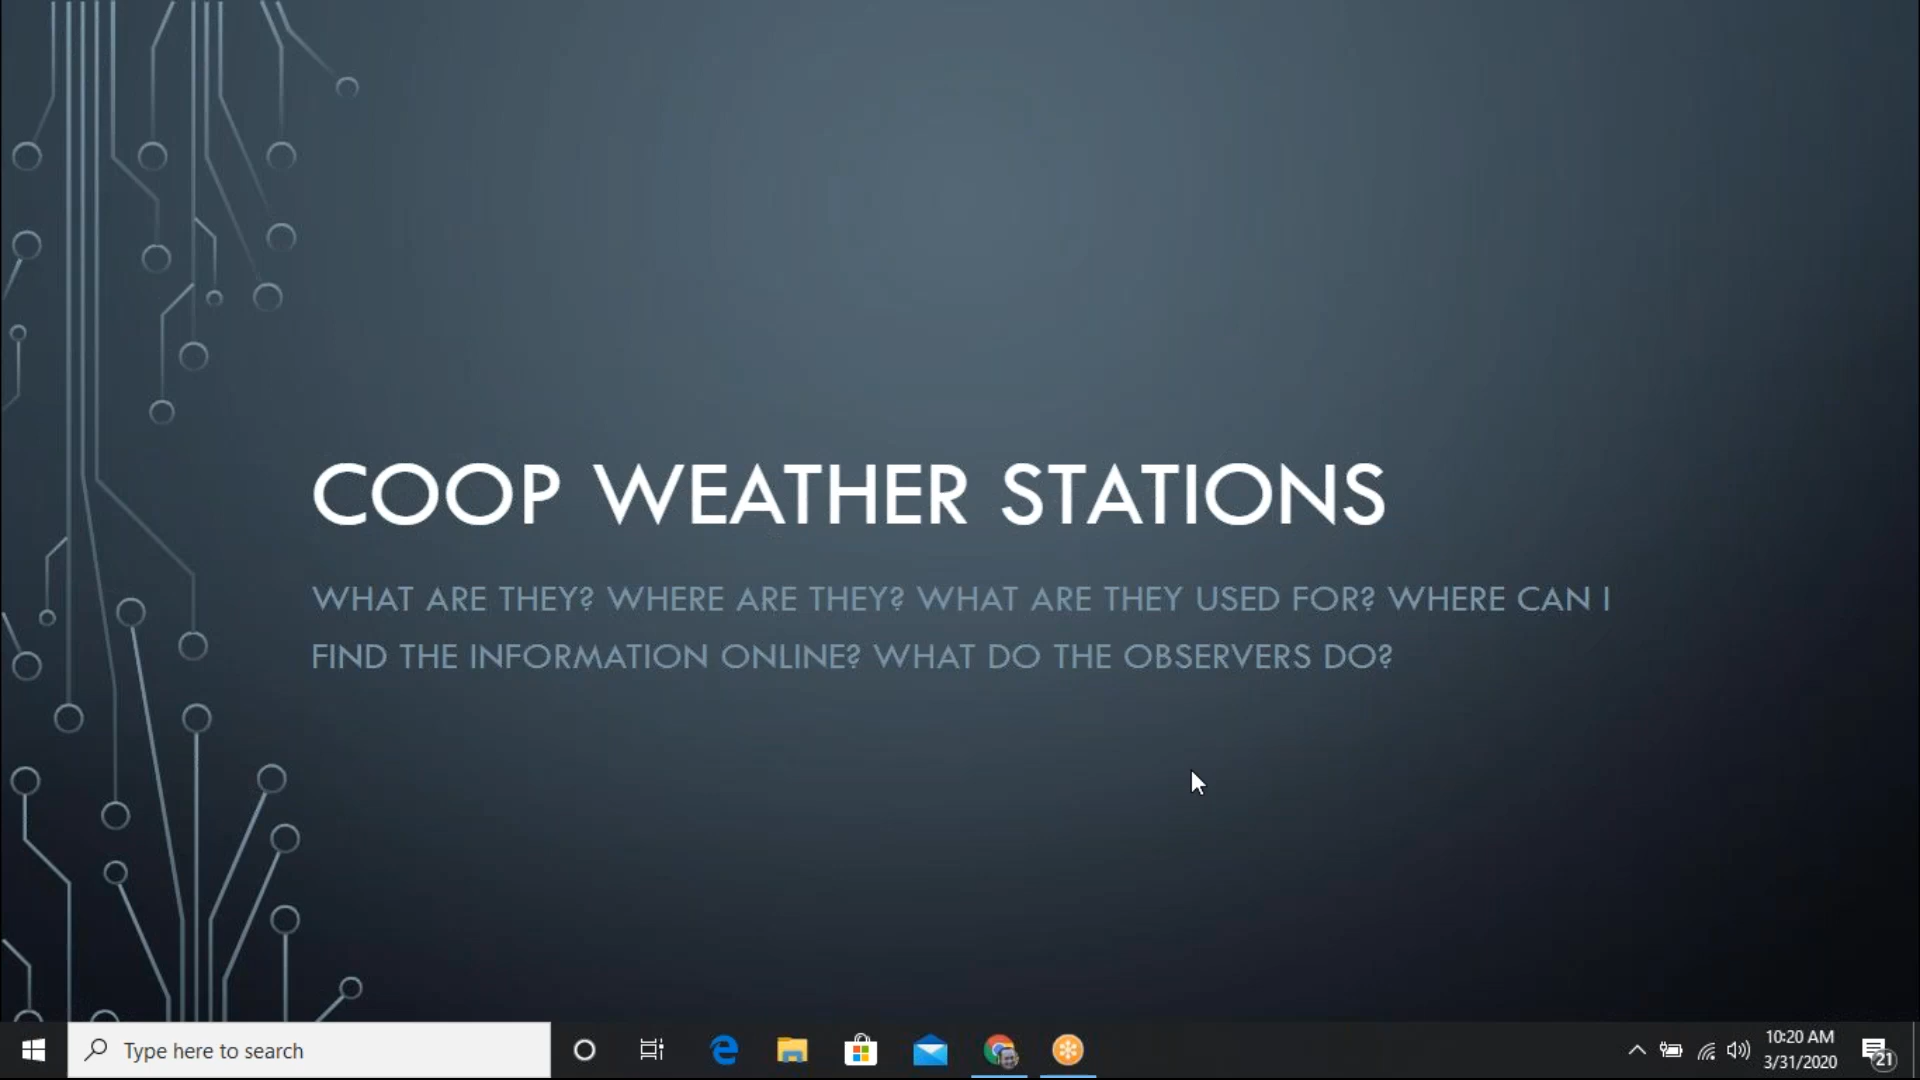 COOP WEATHER STATIONS
WHAT ARE THEY? WHERE ARE THEY? WHAT ARE THEY USED FOR? WHERE CAN I
FIND THE INFORMATION ONLINE? WHAT DO THE OBSERVERS DO?
Type here to search
10:20 AM
3/31/2020
21